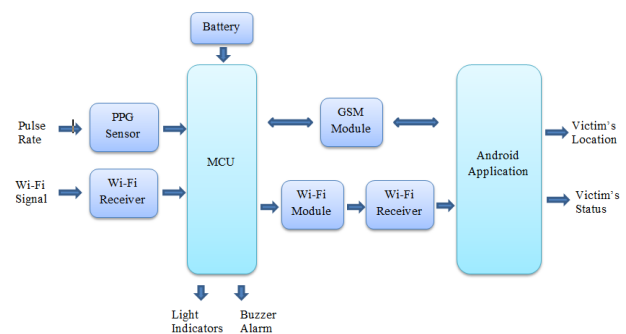 Battery
Pulse
Rate
PPG
Sensor
Wi-Fi
Signal
Wi-Fi
Receiver
MCU
GSM
Module
Wi-Fi
Module
Wi-Fi
Receiver
Android
Application
Victim's
Location
Victim's
Status
Light
Indicators
Buzzer
Alarm